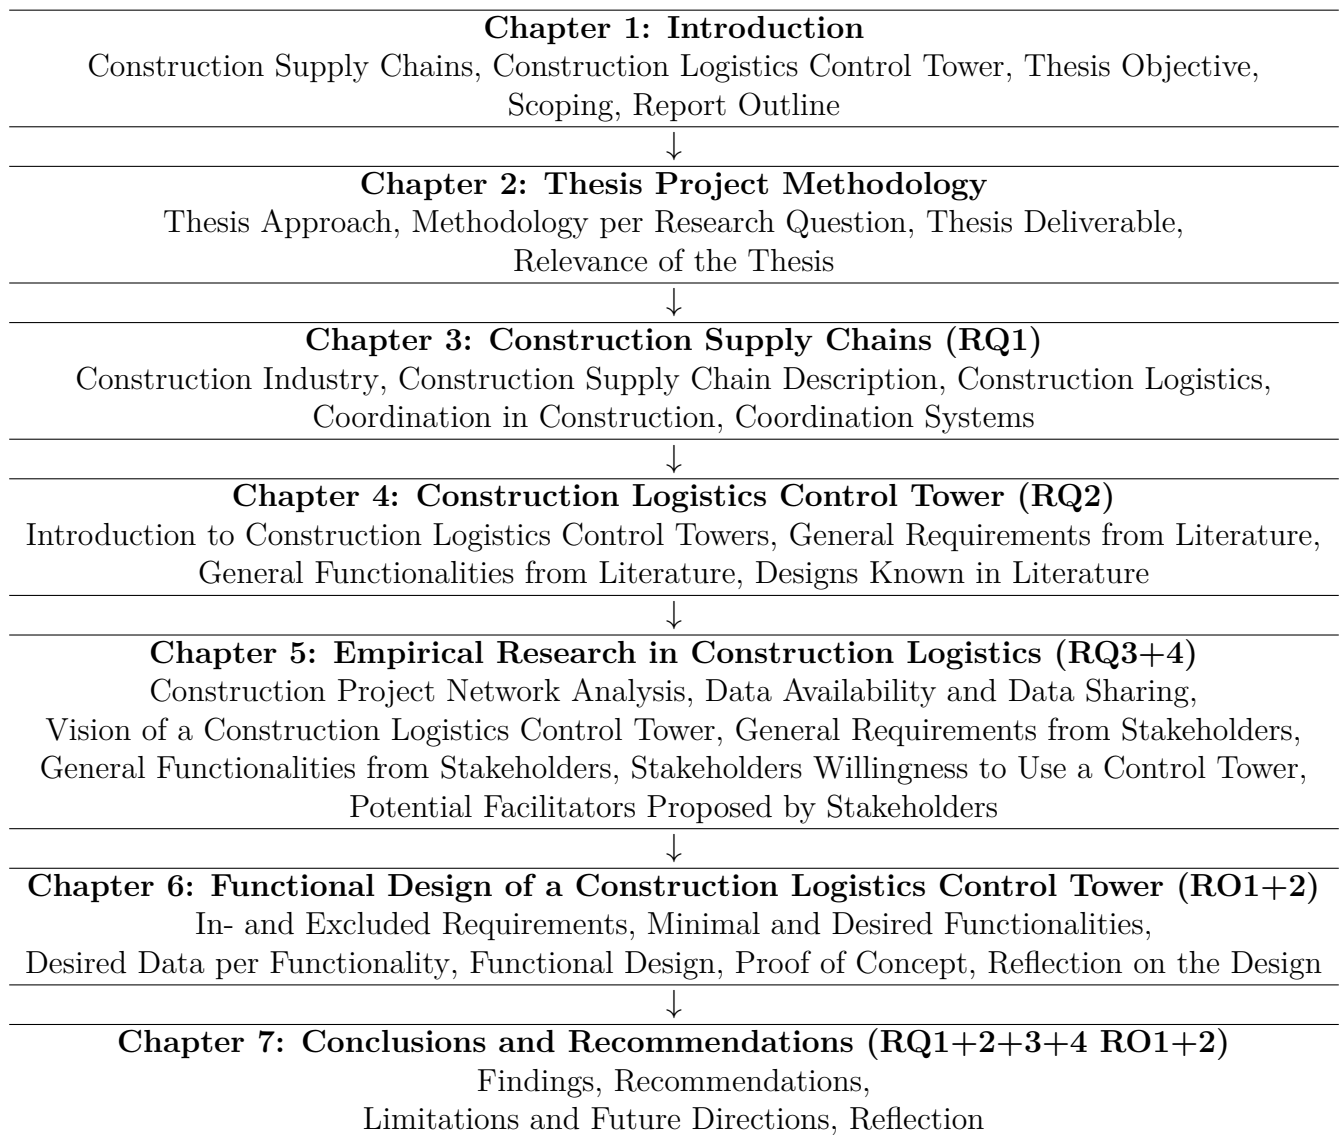 Chapter 1: Introduction
Construction Supply Chains, Construction Logistics Control Tower, Thesis Objective,
Scoping, Report Outline
↓
Chapter 2: Thesis Project Methodology
Thesis Approach, Methodology per Research Question, Thesis Deliverable,
Relevance of the Thesis
↓
Chapter 3: Construction Supply Chains (RQ1)
Construction Industry, Construction Supply Chain Description, Construction Logistics,
Coordination in Construction, Coordination Systems
↓
Chapter 4: Construction Logistics Control Tower (RQ2)
Introduction to Construction Logistics Control Towers, General Requirements from Literature,
General Functionalities from Literature, Designs Known in Literature
↓
Chapter 5: Empirical Research in Construction Logistics (RQ3+4)
Construction Project Network Analysis, Data Availability and Data Sharing,
Vision of a Construction Logistics Control Tower, General Requirements from Stakeholders,
General Functionalities from Stakeholders, Stakeholders Willingness to Use a Control Tower,
Potential Facilitators Proposed by Stakeholders
↓
Chapter 6: Functional Design of a Construction Logistics Control Tower (RO1+2)
In- and Excluded Requirements, Minimal and Desired Functionalities,
Desired Data per Functionality, Functional Design, Proof of Concept, Reflection on the Design
↓
Chapter 7: Conclusions and Recommendations (RQ1+2+3+4 RO1+2)
Findings, Recommendations,
Limitations and Future Directions, Reflection